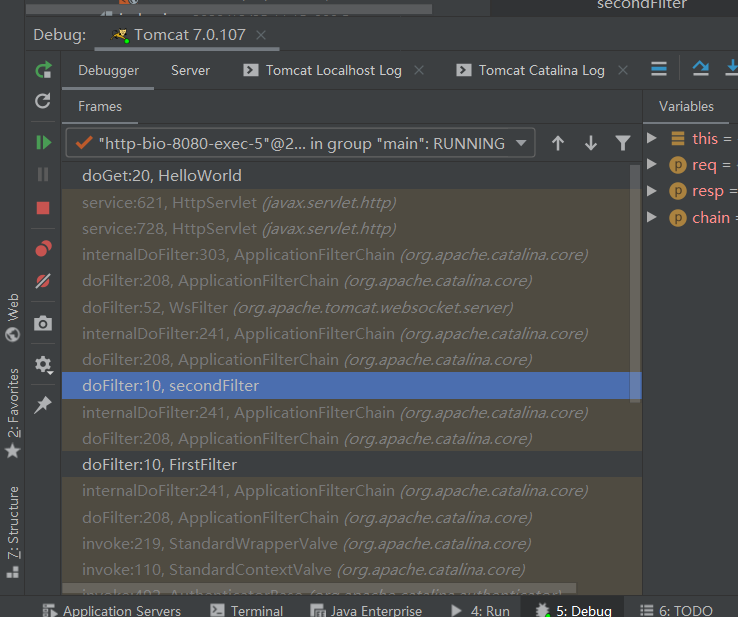 secondFilter
Debug: Tomcat 7.0.107
Debugger Server Tomcat Localhost Log Tomcat Catalina Log
Frames Variables
"http-bio-8080-exec-5"@2... in group "main": RUNNING
this =
req =
resp =
chain =
doGet:20, HelloWorld
service:621, HttpServlet (javax.servlet.http)
service:728, HttpServlet (javax.servlet.http)
internalDoFilter:303, ApplicationFilterChain (org.apache.catalina.core)
doFilter:208, ApplicationFilterChain (org.apache.catalina.core)
doFilter:52, WsFilter (org.apache.tomcat.websocket.server)
internalDoFilter:241, ApplicationFilterChain (org.apache.catalina.core)
doFilter:208, ApplicationFilterChain (org.apache.catalina.core)
doFilter:10, secondFilter
internalDoFilter:241, ApplicationFilterChain (org.apache.catalina.core)
doFilter:208, ApplicationFilterChain (org.apache.catalina.core)
doFilter:10, FirstFilter
internalDoFilter:241, ApplicationFilterChain (org.apache.catalina.core)
doFilter:208, ApplicationFilterChain (org.apache.catalina.core)
invoke:219, StandardWrapperValve (org.apache.catalina.core)
invoke:110, StandardContextValve (org.apache.catalina.core)
Web
2: Favorites
7: Structure
Application Servers Terminal Java Enterprise 4: Run 5: Debug 6: TODO